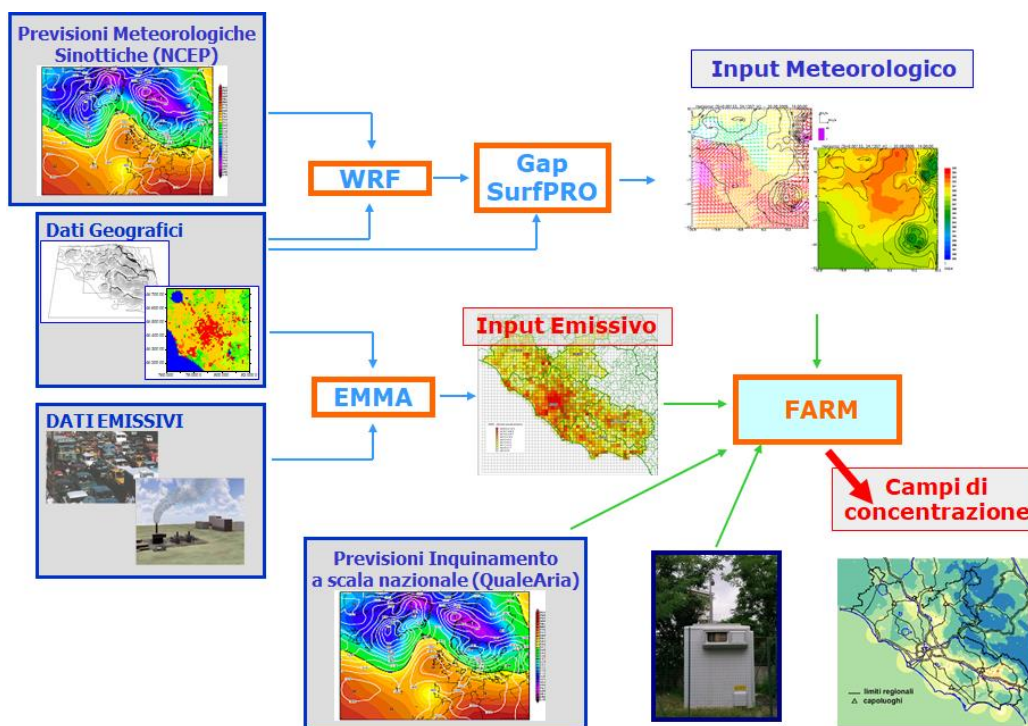 Previsioni Meteorologiche
Sinottiche (NCEP)
Input Meteorologico
WRF
Gap
SurfPRO
Dati Geografici
Input Emissivo
EMMA
FARM
DATI EMISSIVI
Campi di
concentrazione
Previsioni Inquinamento
a scala nazionale (QualeAria)
limiti regionali
capoluoghi